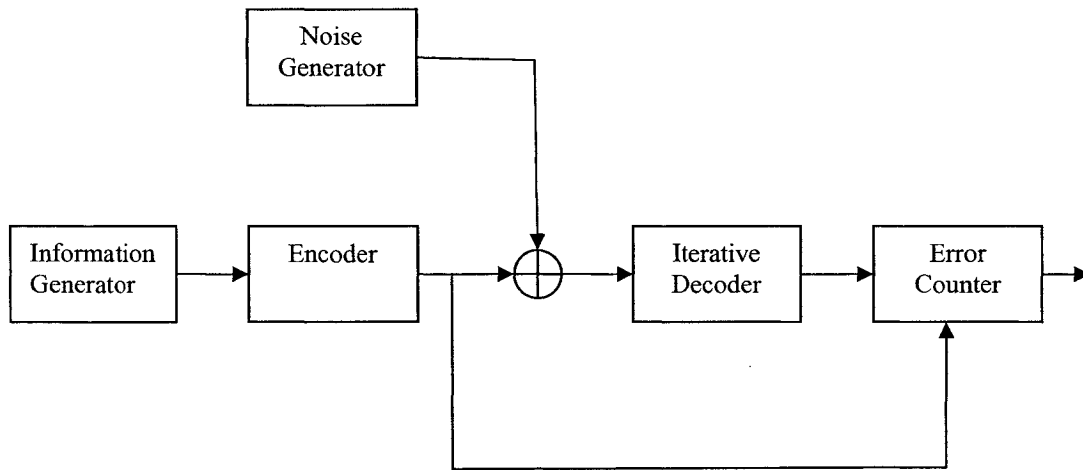 Noise
Generator
Information
Generator
Encoder
Iterative
Decoder
Error
Counter